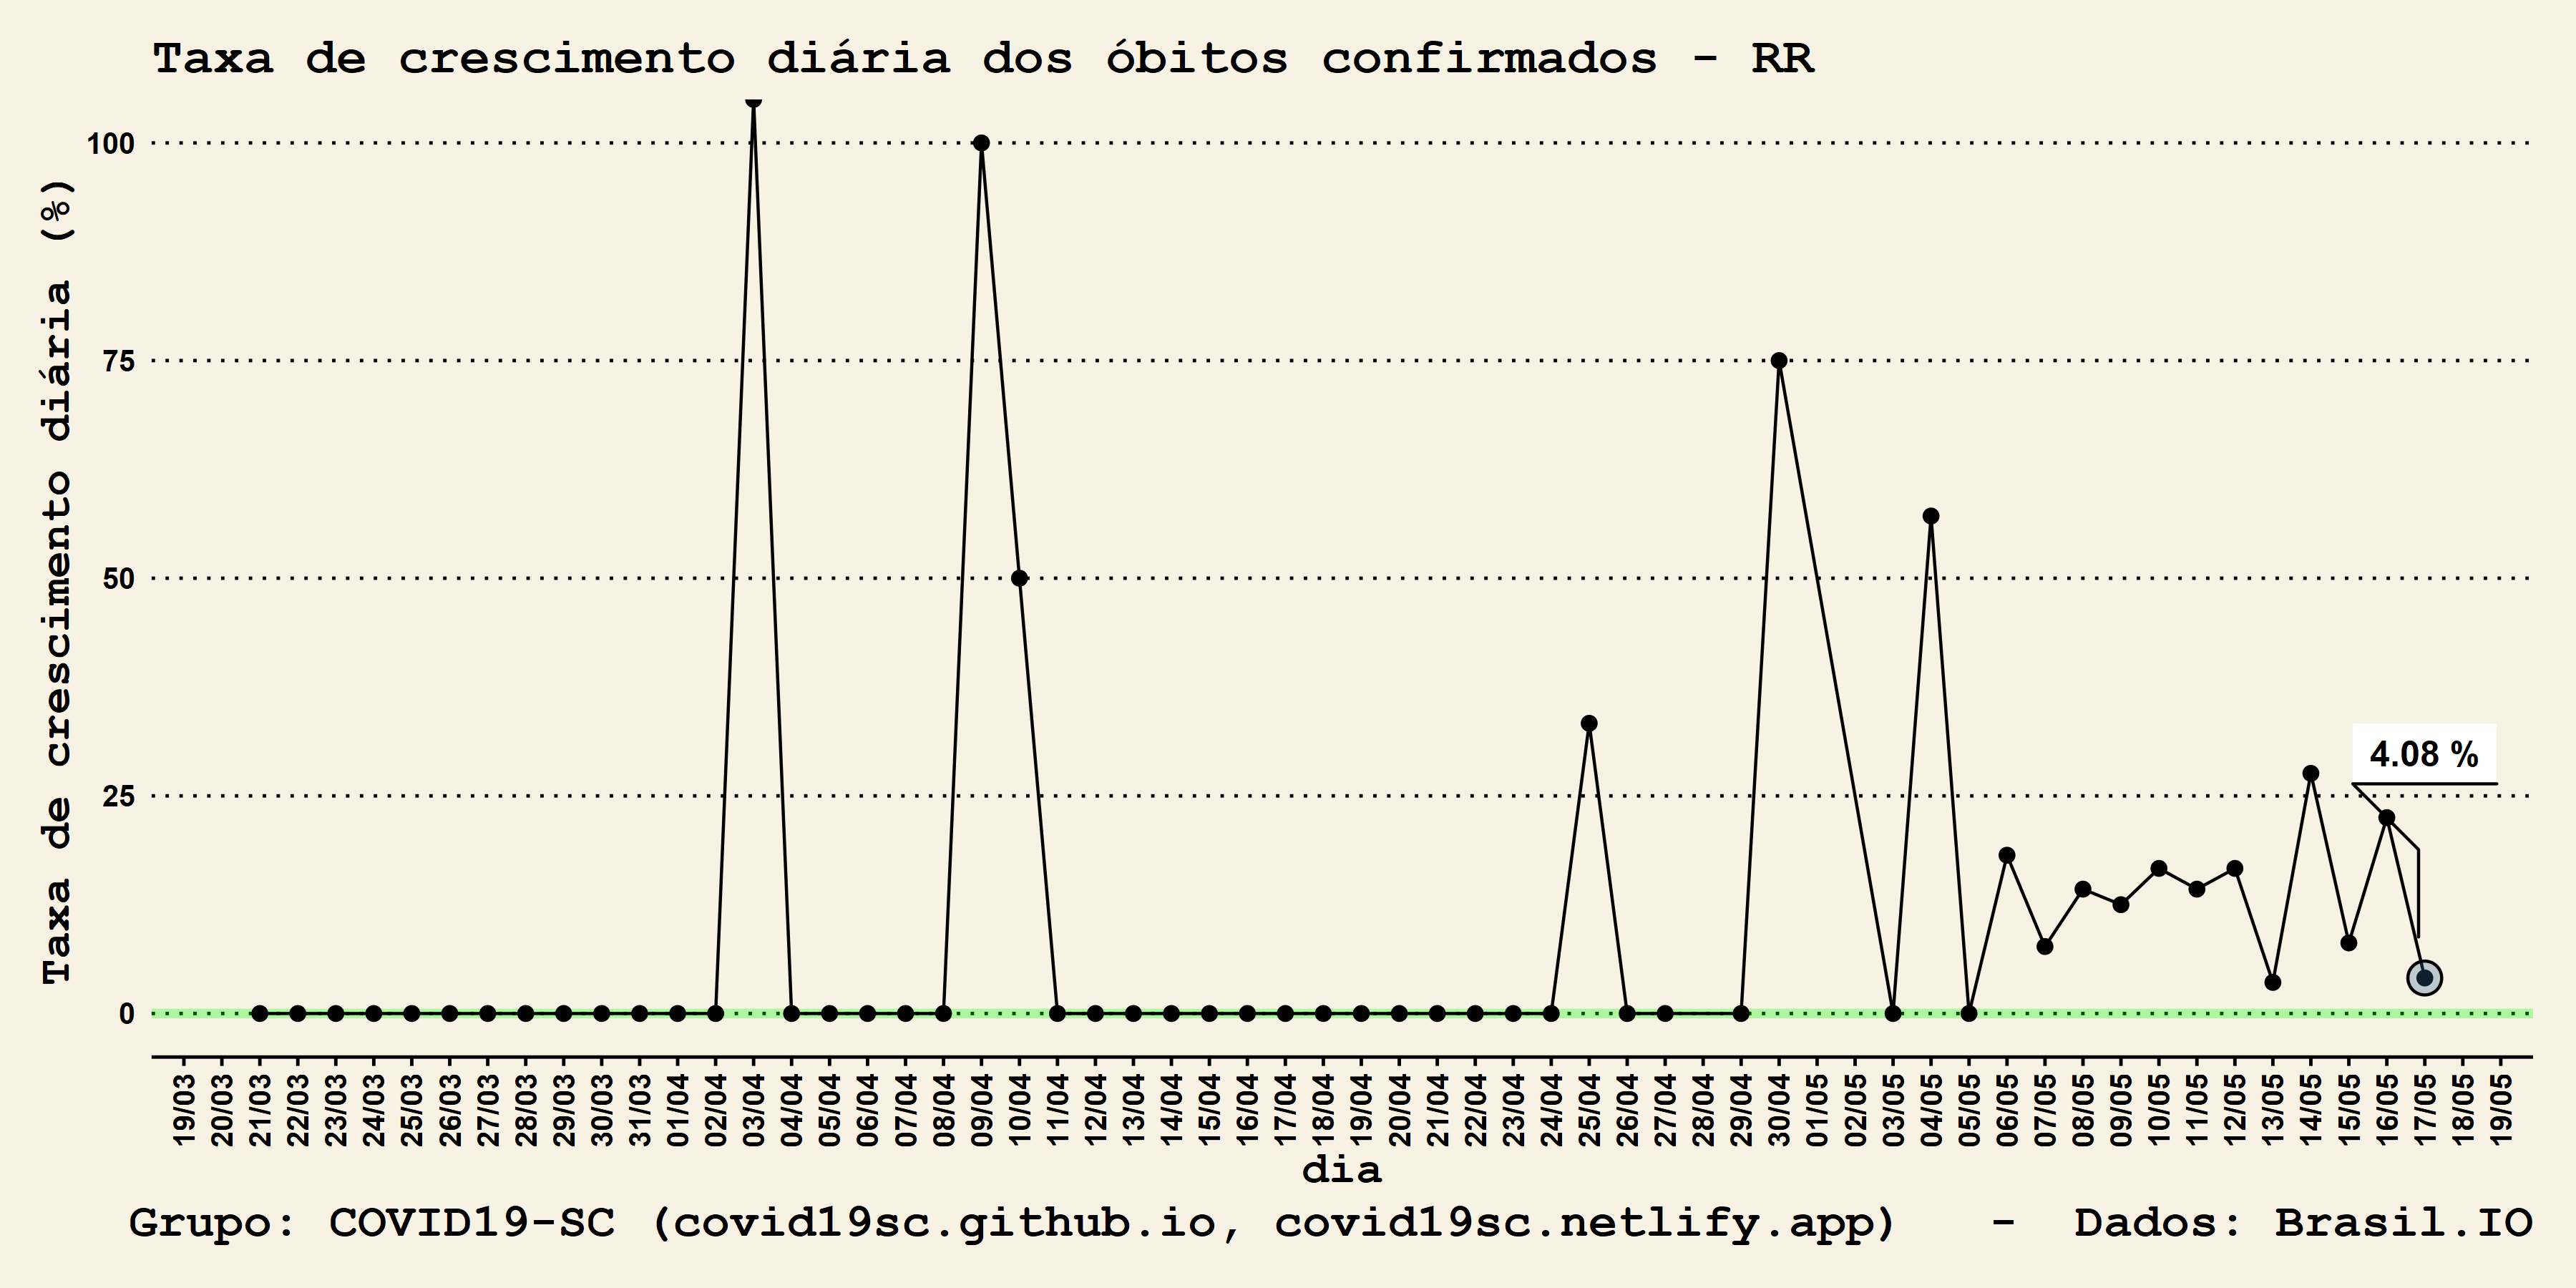 Taxa de crescimento diária dos óbitos confirmados - RR
Taxa de crescimento diária (%)
100
75
50
25
0
4.08 %
19/03 20/03 21/03 22/03 23/03 24/03 25/03 26/03 27/03 28/03 29/03 30/03 31/03 01/04 02/04 03/04 04/04 05/04 06/04 07/04 08/04 09/04 10/04 11/04 12/04 13/04 14/04 15/04 16/04 17/04 18/04 19/04 20/04 21/04 22/04 23/04 24/04 25/04 26/04 27/04 28/04 29/04 30/04 01/05 02/05 03/05 04/05 05/05 06/05 07/05 08/05 09/05 10/05 11/05 12/05 13/05 14/05 15/05 16/05 17/05 18/05 19/05
dia
Grupo: COVID19-SC (covid19sc.github.io, covid19sc.netlify.app) - Dados: Brasil.IO